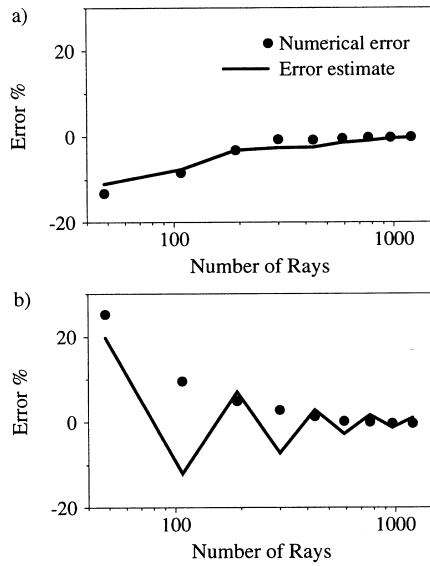 a)
20
Numerical error
Error estimate
Error %
0
-20
100
1000
Number of Rays
b)
20
Error %
0
-20
100
1000
Number of Rays